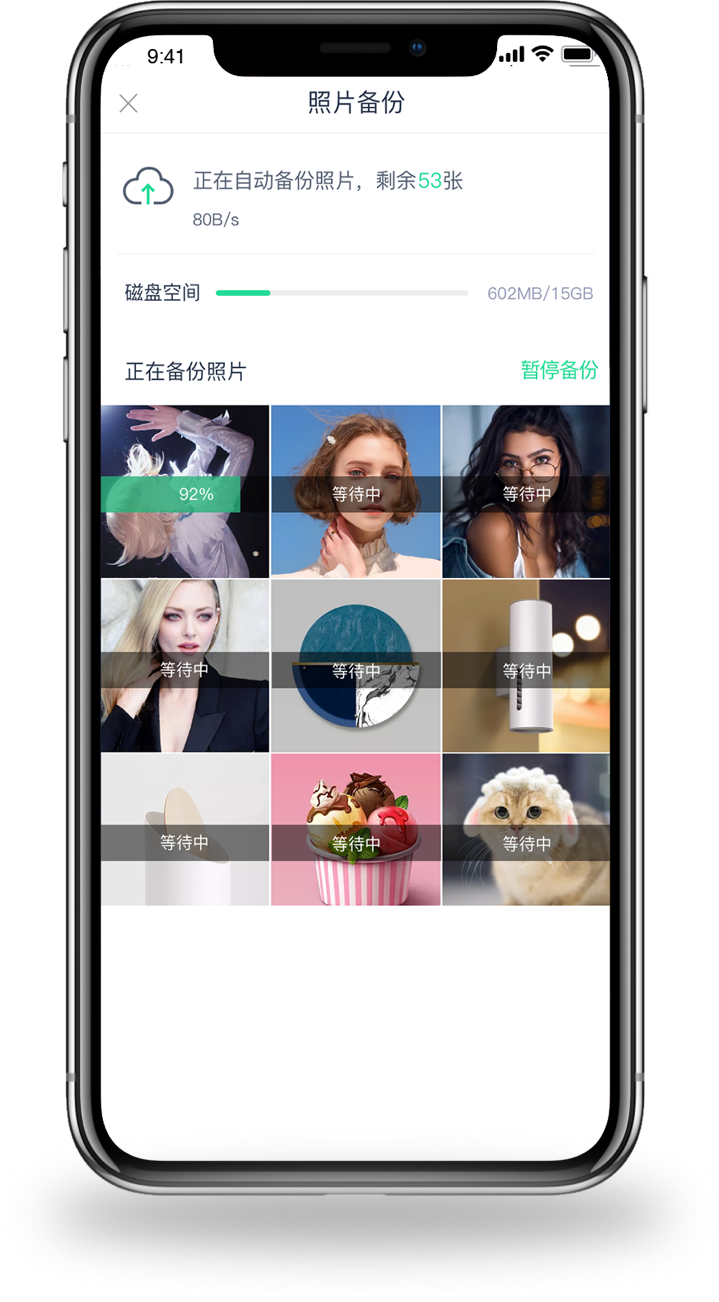 9:41
照片备份
正在自动备份照片，剩余53张
80B/s
磁盘空间 602MB/15GB
正在备份照片 暂停备份
92% 等待中 等待中
等待中 等待中 等待中
等待中 等待中 等待中